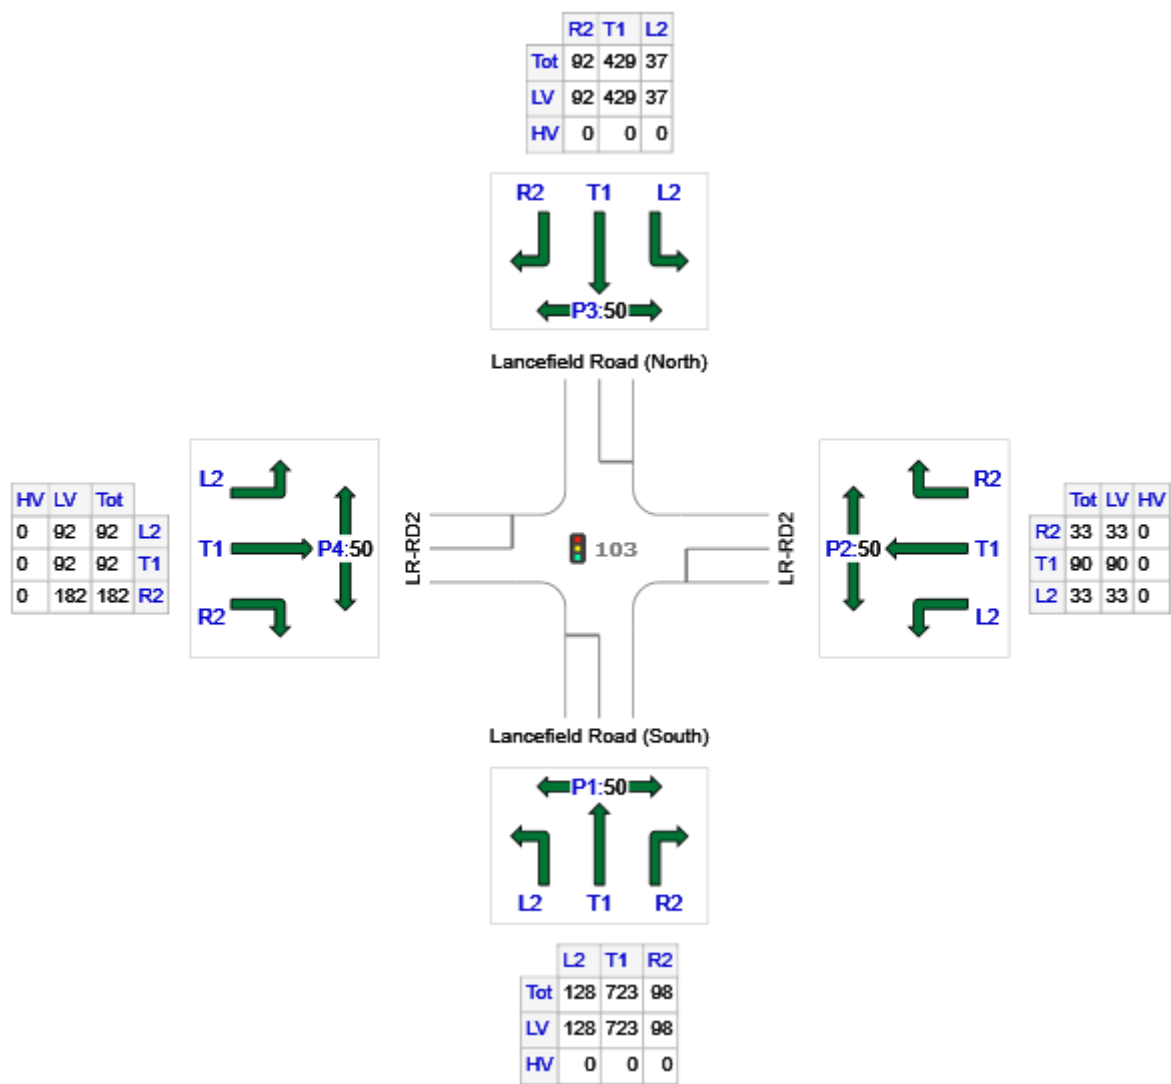 R2 T1 L2
Tot 92 429 37
LV 92 429 37
HV 0 0 0
R2 T1 L2
P3:50
Lancefield Road (North)
HV LV Tot
0 92 92 L2
0 92 92 T1
0 182 182 R2
L2
T1
R2
P4:50
LR-RD2
103
LR-RD2
P2:50
R2
T1
L2
Tot LV HV
R2 33 33 0
T1 90 90 0
L2 33 33 0
Lancefield Road (South)
P1:50
L2 T1 R2
L2 T1 R2
Tot 128 723 98
LV 128 723 98
HV 0 0 0